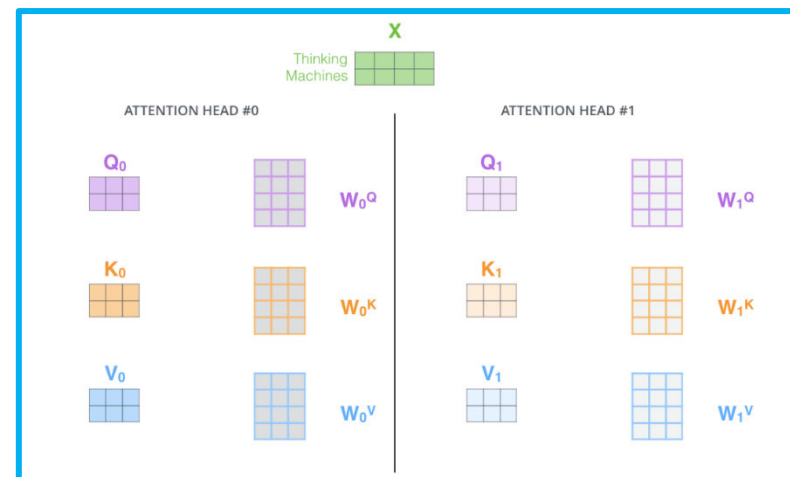 X
Thinking
Machines
ATTENTION HEAD #0
ATTENTION HEAD #1
Q₀
W₀Q
Q₁
W₁Q
K₀
W₀K
K₁
W₁K
V₀
W₀V
V₁
W₁V